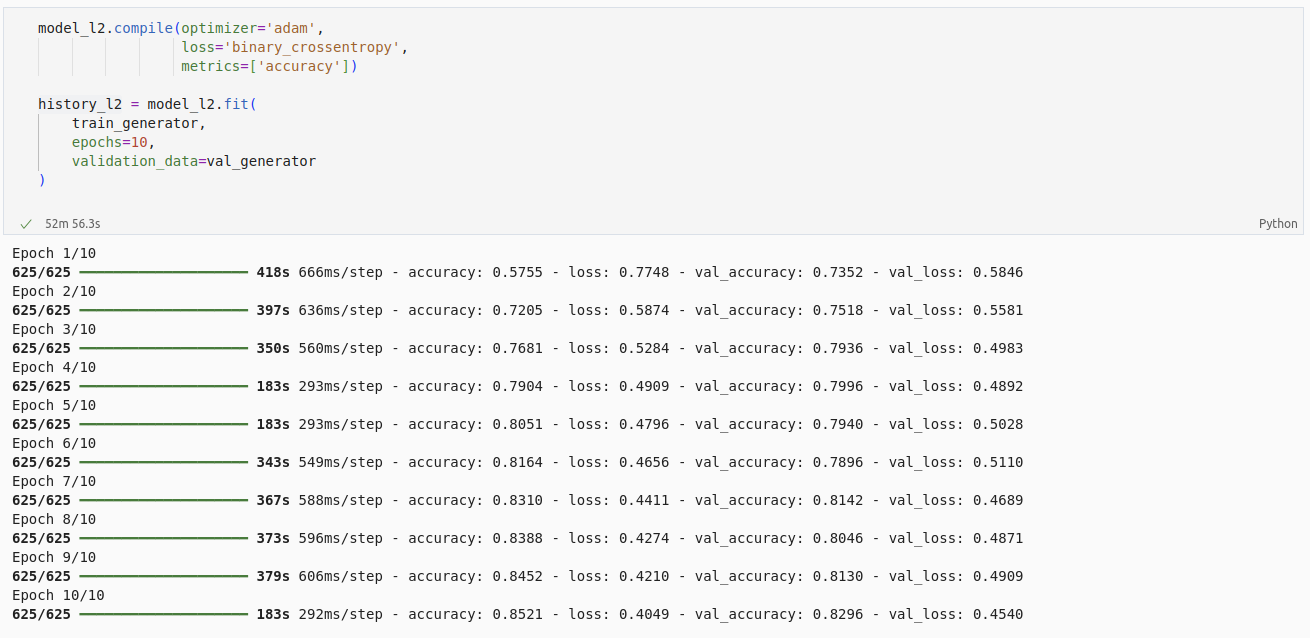 model_l2.compile(optimizer='adam',
loss='binary_crossentropy',
metrics=['accuracy'])
history_l2 = model_l2.fit(
train_generator,
epochs=10,
validation_data=val_generator
)
52m 56.3s
Python
Epoch 1/10
625/625 418s 666ms/step - accuracy: 0.5755 - loss: 0.7748 - val_accuracy: 0.7352 - val_loss: 0.5846
Epoch 2/10
625/625 397s 636ms/step - accuracy: 0.7205 - loss: 0.5874 - val_accuracy: 0.7518 - val_loss: 0.5581
Epoch 3/10
625/625 350s 560ms/step - accuracy: 0.7681 - loss: 0.5284 - val_accuracy: 0.7936 - val_loss: 0.4983
Epoch 4/10
625/625 183s 293ms/step - accuracy: 0.7904 - loss: 0.4909 - val_accuracy: 0.7996 - val_loss: 0.4892
Epoch 5/10
625/625 183s 293ms/step - accuracy: 0.8051 - loss: 0.4796 - val_accuracy: 0.7940 - val_loss: 0.5028
Epoch 6/10
625/625 343s 549ms/step - accuracy: 0.8164 - loss: 0.4656 - val_accuracy: 0.7896 - val_loss: 0.5110
Epoch 7/10
625/625 367s 588ms/step - accuracy: 0.8310 - loss: 0.4411 - val_accuracy: 0.8142 - val_loss: 0.4689
Epoch 8/10
625/625 373s 596ms/step - accuracy: 0.8388 - loss: 0.4274 - val_accuracy: 0.8046 - val_loss: 0.4871
Epoch 9/10
625/625 379s 606ms/step - accuracy: 0.8452 - loss: 0.4210 - val_accuracy: 0.8130 - val_loss: 0.4909
Epoch 10/10
625/625 183s 292ms/step - accuracy: 0.8521 - loss: 0.4049 - val_accuracy: 0.8296 - val_loss: 0.4540